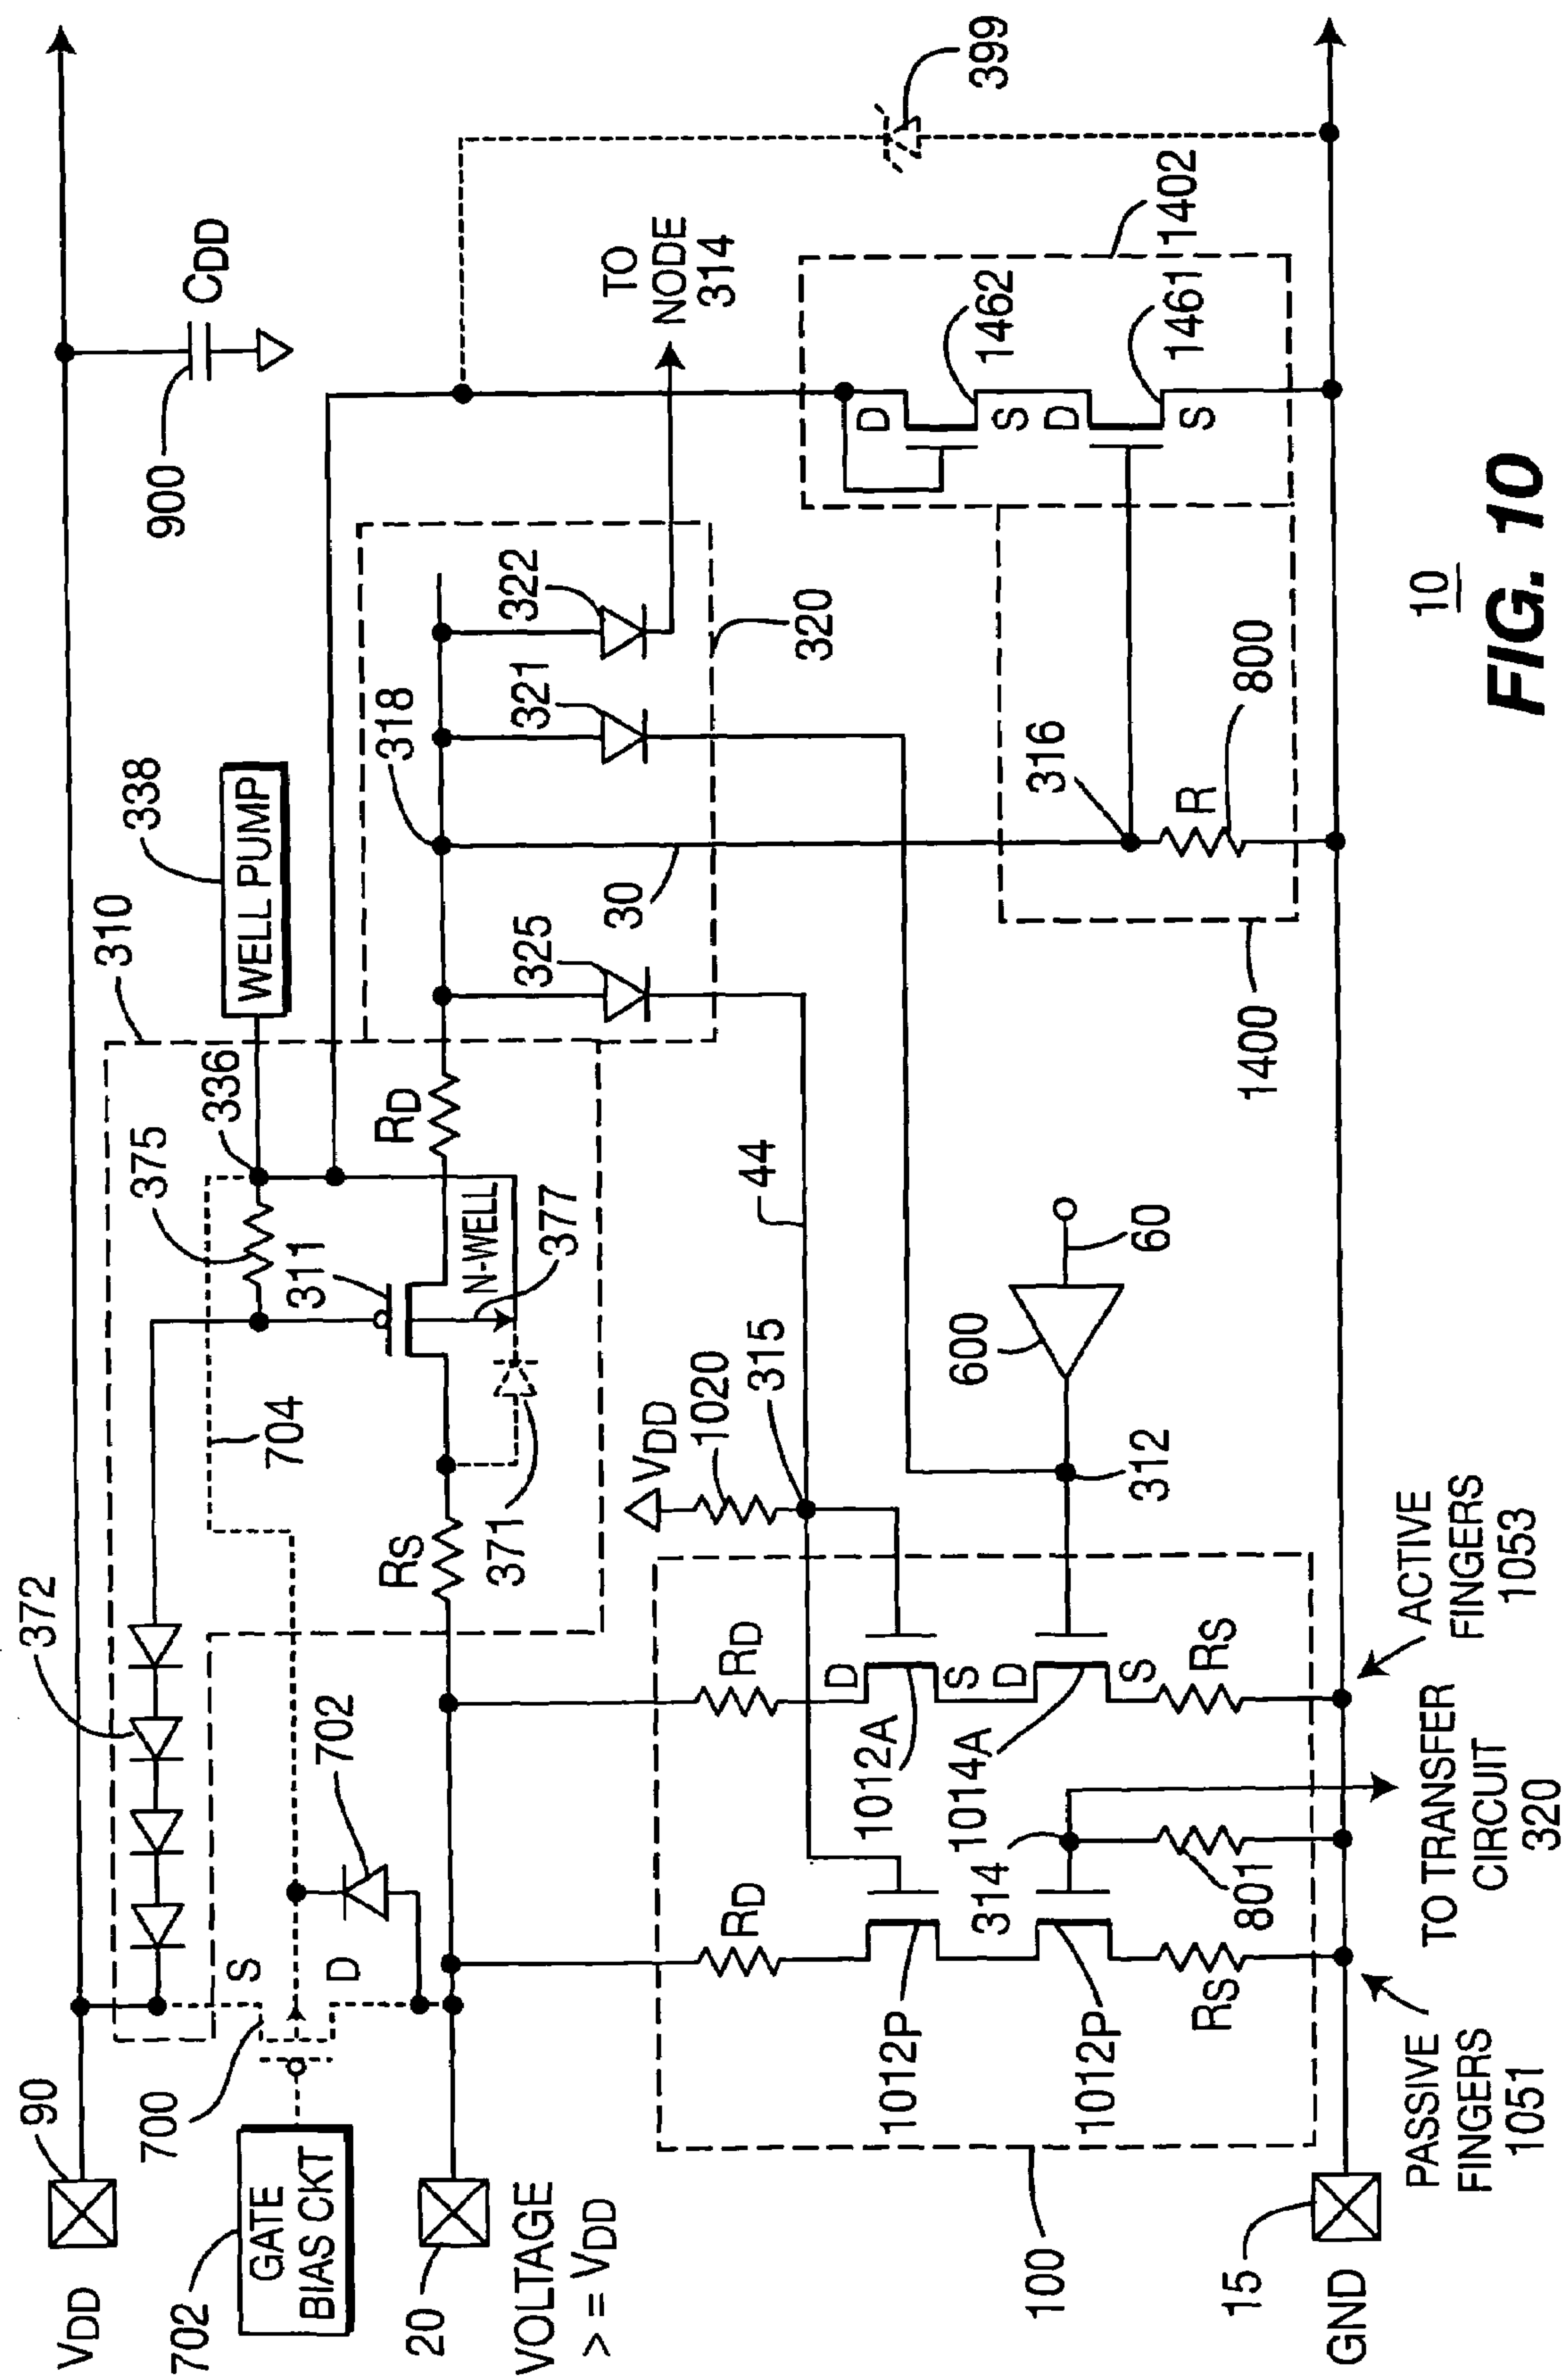 VDD
90
900
CDD
372
310
338
WELL PUMP
375
336
704
311
RD
318
322
321
325
320
TO
NODE
314
399
700
S
D
702
GATE
BIAS CKT
702
RS
371
N-WELL
377
30
20
VOLTAGE
> = VDD
VDD
1020
315
44
600
60
312
316
R
800
1400
1402
D
1462
S
D
1461
S
100
RD
RD
D
S
D
S
1012A
1014A
RS
1012P
1012P
314
801
RS
15
GND
PASSIVE
FINGERS
1051
TO TRANSFER
CIRCUIT
320
ACTIVE
FINGERS
1053
10
FIG. 10